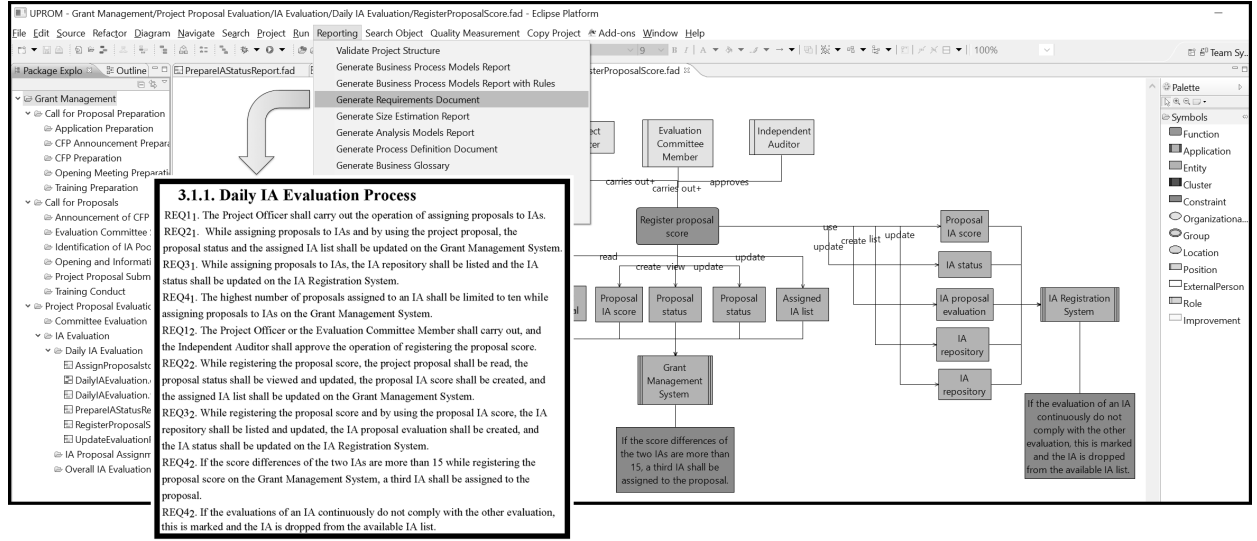 UPROM - Grant Management/Project Proposal Evaluation/IA Evaluation/Daily IA Evaluation/RegisterProposalScore.fad - Eclipse Platform
File Edit Source Refactor Diagram Navigate Search Project Run Reporting Search Object Quality Measurement Copy Project Add-ons Window Help
9 B I A 100% Team Sy..
Package Explo Outline PrepareIAStatusReport.fad sterProposalScore.fad
Validate Project Structure
Generate Business Process Models Report
Generate Business Process Models Report with Rules
Generate Requirements Document
Generate Size Estimation Report
Generate Analysis Models Report
Generate Process Definition Document
Generate Business Glossary
Grant Management
Call for Proposal Preparation
Application Preparation
CFP Announcement Prepara
CFP Preparation
Opening Meeting Preparati
Training Preparation
Call for Proposals
Announcement of CFP
Evaluation Committee
Identification of IA Poo
Opening and Informati
Project Proposal Subm
Training Conduct
Project Proposal Evaluatic
Committee Evaluation
IA Evaluation
Daily IA Evaluation
AssignProposalsto
DailyIAEvaluation.
DailyIAEvaluation.
PrepareIAStatusRe
RegisterProposalS
UpdateEvaluation
IA Proposal Assignm
Overall IA Evaluation
3.1.1. Daily IA Evaluation Process
REQ11. The Project Officer shall carry out the operation of assigning proposals to IAs.
REQ21. While assigning proposals to IAs and by using the project proposal, the
proposal status and the assigned IA list shall be updated on the Grant Management System.
REQ31. While assigning proposals to IAs, the IA repository shall be listed and the IA
status shall be updated on the IA Registration System.
REQ41. The highest number of proposals assigned to an IA shall be limited to ten while
assigning proposals to IAs on the Grant Management System.
REQ12. The Project Officer or the Evaluation Committee Member shall carry out, and
the Independent Auditor shall approve the operation of registering the proposal score.
REQ22. While registering the proposal score, the project proposal shall be read, the
proposal status shall be viewed and updated, the proposal IA score shall be created, and
the assigned IA list shall be updated on the Grant Management System.
REQ32. While registering the proposal score and by using the proposal IA score, the IA
repository shall be listed and updated, the IA proposal evaluation shall be created, and
the IA status shall be updated on the IA Registration System.
REQ42. If the score differences of the two IAs are more than 15 while registering the
proposal score on the Grant Management System, a third IA shall be assigned to the
proposal.
REQ42. If the evaluations of an IA continuously do not comply with the other evaluation,
this is marked and the IA is dropped from the available IA list.
ect
cer
Evaluation
Committee
Member
Independent
Auditor
carries out+
carries out+
approves
Register proposal
score
read
create
view
update
update
use
update
create
list
update
al
Proposal
IA score
Proposal
status
Proposal
status
Assigned
IA list
Grant
Management
System
If the score differences of
the two IAs are more than
15, a third IA shall be
assigned to the proposal.
Proposal
IA score
IA status
IA proposal
evaluation
IA
repository
IA
repository
IA Registration
System
If the evaluation of an IA
continuously do not
comply with the other
evaluation, this is marked
and the IA is dropped
from the available IA list.
Palette
Symbols
Function
Application
Entity
Cluster
Constraint
Organizationa...
Group
Location
Position
ExternalPerson
Role
Improvement